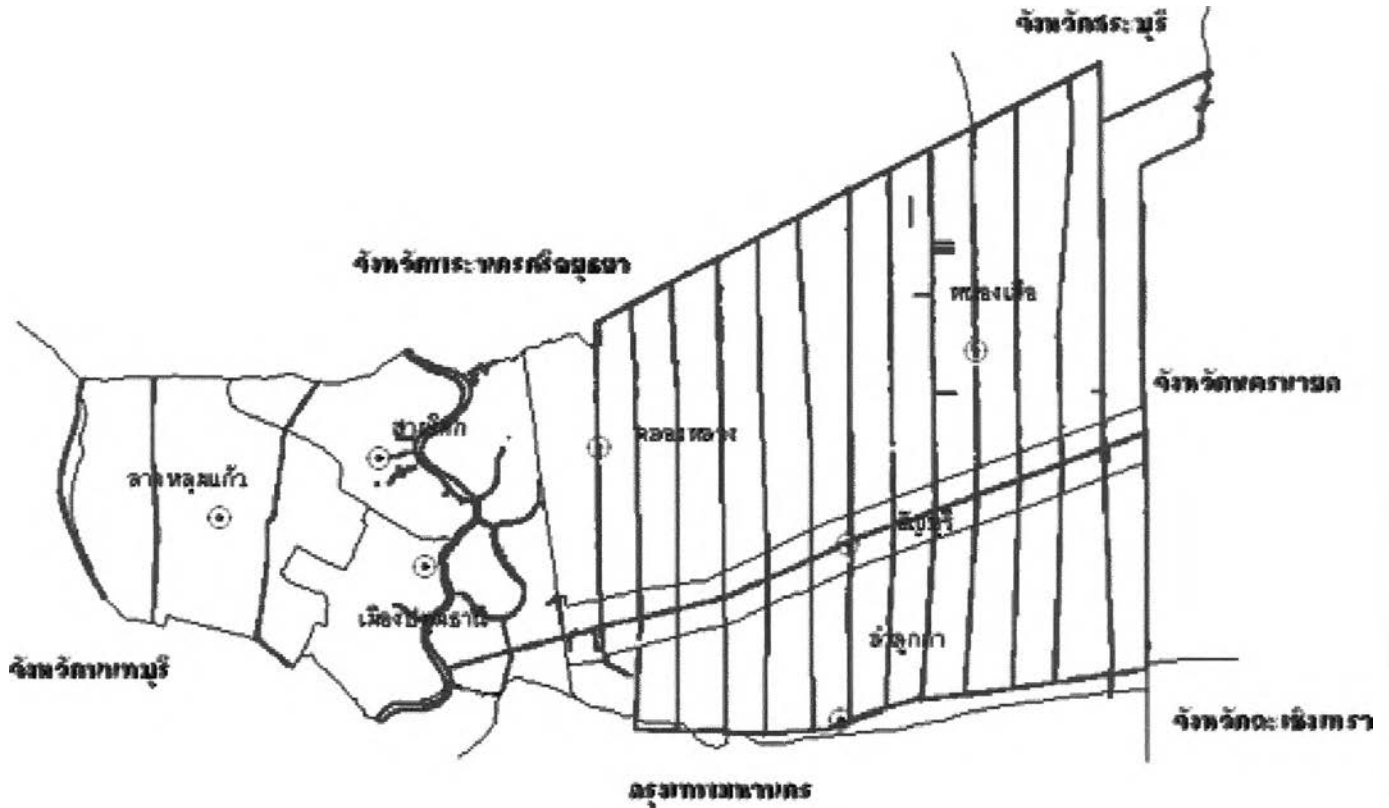 จังหวัดสระบุรี
จังหวัดพระนครศรีอยุธยา
หนองเสือ
จังหวัดนครนายก
สามโคก
คลองหลวง
ลาดหลุมแก้ว
ธัญบุรี
เมืองปทุมธานี
ลำลูกกา
จังหวัดนนทบุรี
จังหวัดฉะเชิงเทรา
กรุงเทพมหานคร